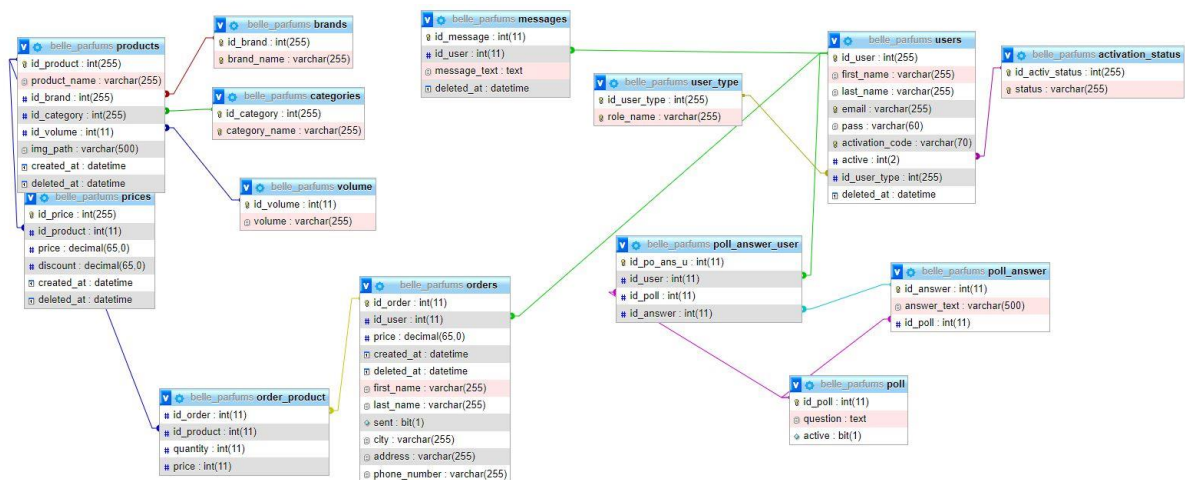 belle_parfums products
id_product : int(255)
product_name : varchar(255)
id_brand : int(255)
id_category : int(255)
id_volume : int(11)
img_path : varchar(500)
created_at : datetime
deleted_at : datetime
belle_parfums brands
id_brand : int(255)
brand_name : varchar(255)
belle_parfums categories
id_category : int(255)
category_name : varchar(255)
belle_parfums volume
id_volume : int(11)
volume : varchar(255)
belle_parfums prices
id_price : int(255)
id_product : int(11)
price : decimal(65,0)
discount : decimal(65,0)
created_at : datetime
deleted_at : datetime
belle_parfums order_product
id_order : int(11)
id_product : int(11)
quantity : int(11)
price : int(11)
belle_parfums orders
id_order : int(11)
id_user : int(11)
price : decimal(65,0)
created_at : datetime
deleted_at : datetime
first_name : varchar(255)
last_name : varchar(255)
sent : bit(1)
city : varchar(255)
address : varchar(255)
phone_number : varchar(255)
belle_parfums messages
id_message : int(11)
id_user : int(11)
message_text : text
deleted_at : datetime
belle_parfums user_type
id_user_type : int(255)
role_name : varchar(255)
belle_parfums users
id_user : int(255)
first_name : varchar(255)
last_name : varchar(255)
email : varchar(255)
pass : varchar(60)
activation_code : varchar(70)
active : int(2)
id_user_type : int(255)
deleted_at : datetime
belle_parfums activation_status
id_activ_status : int(255)
status : varchar(255)
belle_parfums poll_answer_user
id_po_ans_u : int(11)
id_user : int(11)
id_poll : int(11)
id_answer : int(11)
belle_parfums poll_answer
id_answer : int(11)
answer_text : varchar(500)
id_poll : int(11)
belle_parfums poll
id_poll : int(11)
question : text
active : bit(1)